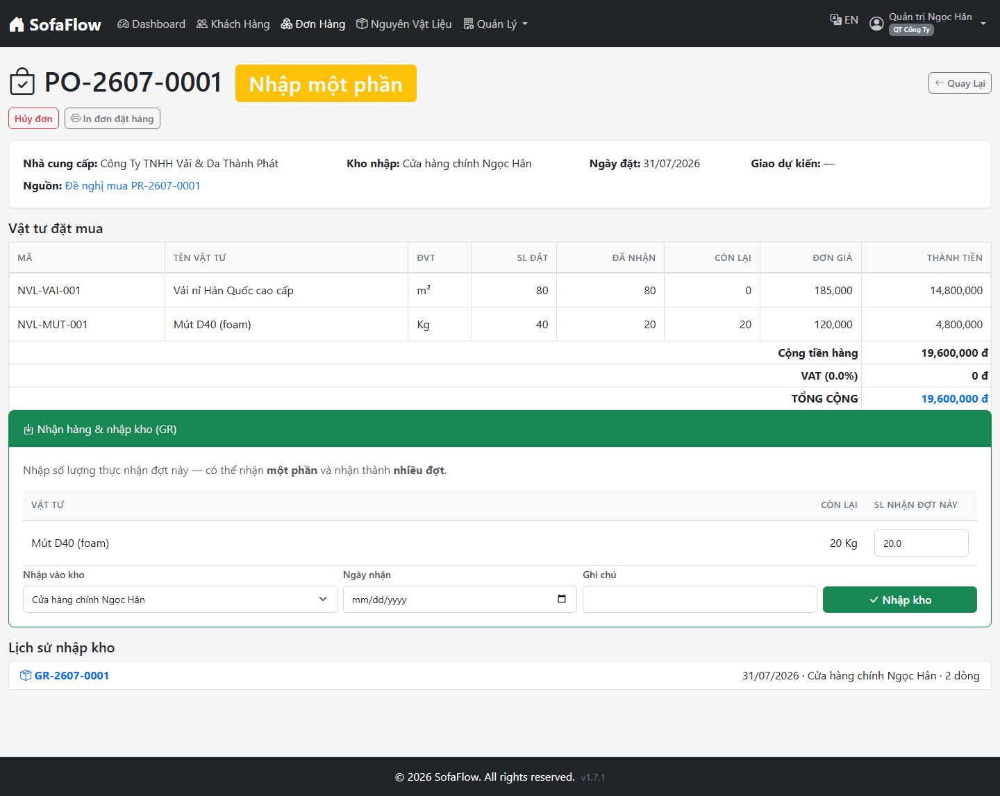 SofaFlow Dashboard Khách Hàng Đơn Hàng Nguyên Vật Liệu Quản Lý EN Quản trị Ngọc Hân
QT Công Ty
PO-2607-0001 Nhập một phần Quay Lại
Hủy đơn In đơn đặt hàng
Nhà cung cấp: Công Ty TNHH Vải & Da Thành Phát Kho nhập: Cửa hàng chính Ngọc Hân Ngày đặt: 31/07/2026 Giao dự kiến: —
Nguồn: Đề nghị mua PR-2607-0001
Vật tư đặt mua
MÃ TÊN VẬT TƯ ĐVT SL ĐẶT ĐÃ NHẬN CÒN LẠI ĐƠN GIÁ THÀNH TIỀN
NVL-VAI-001 Vải nỉ Hàn Quốc cao cấp m² 80 80 0 185,000 14,800,000
NVL-MUT-001 Mút D40 (foam) Kg 40 20 20 120,000 4,800,000
Cộng tiền hàng 19,600,000 đ
VAT (0.0%) 0 đ
TỔNG CỘNG 19,600,000 đ
Nhận hàng & nhập kho (GR)
Nhập số lượng thực nhận đợt này — có thể nhận một phần và nhận thành nhiều đợt.
VẬT TƯ CÒN LẠI SL NHẬN ĐỢT NÀY
Mút D40 (foam) 20 Kg 20.0
Nhập vào kho Ngày nhận Ghi chú
Cửa hàng chính Ngọc Hân mm/dd/yyyy Nhập kho
Lịch sử nhập kho
GR-2607-0001 31/07/2026 · Cửa hàng chính Ngọc Hân · 2 dòng
© 2026 SofaFlow. All rights reserved. v1.7.1